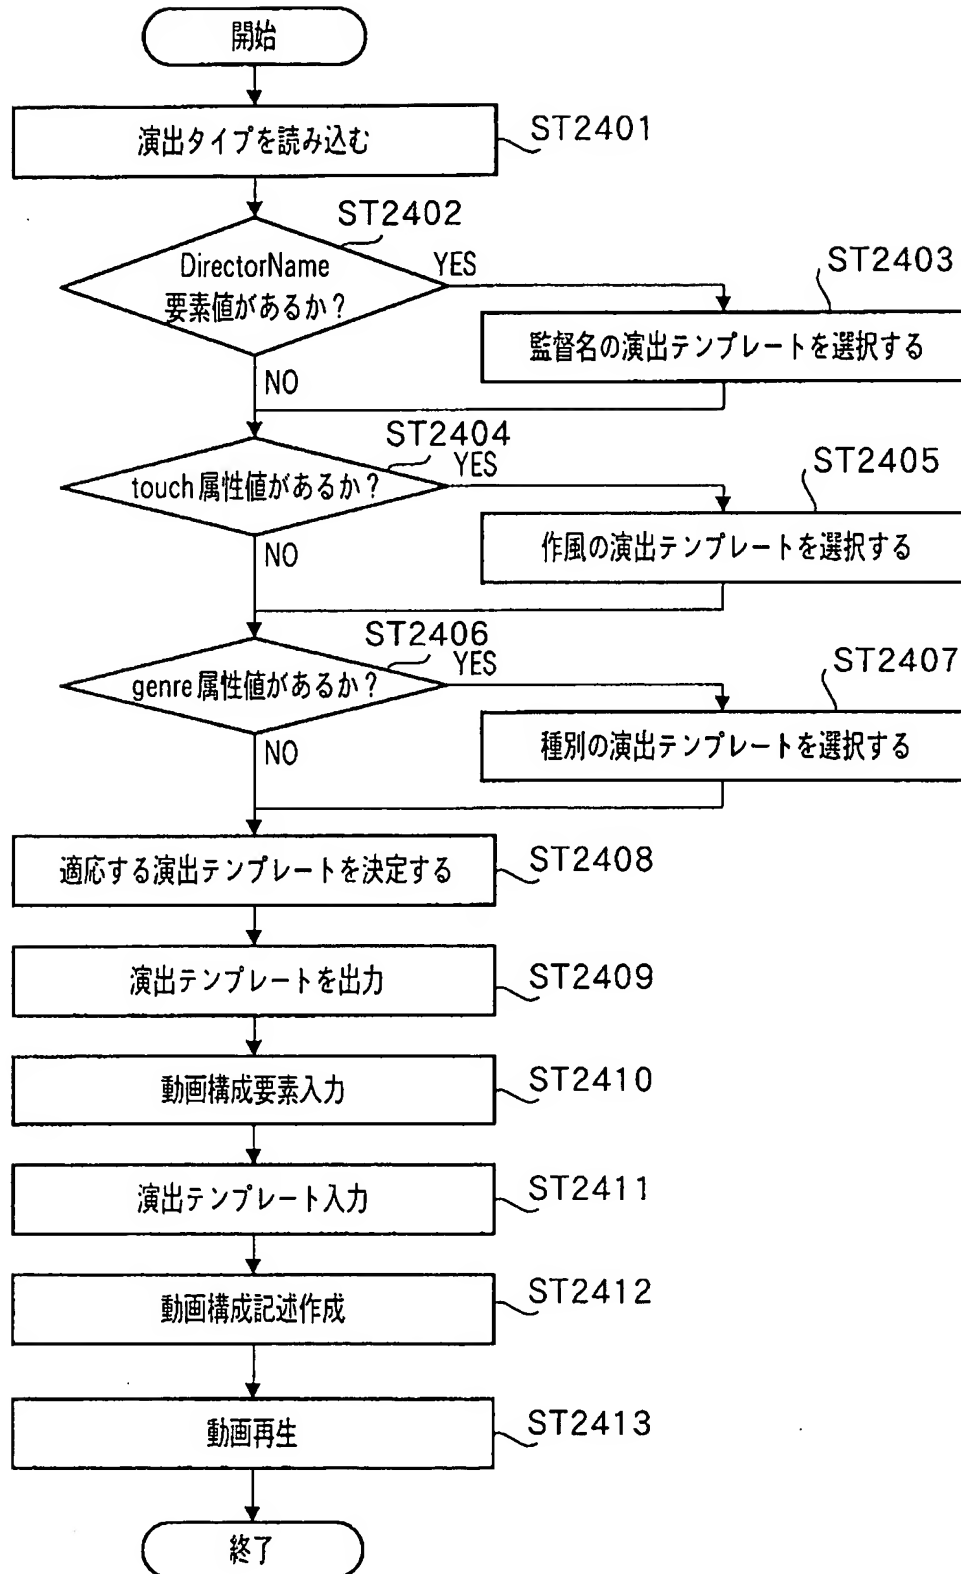 開始
演出タイプを読み込む
ST2401
ST2402
DirectorName
要素値があるか？
YES
ST2403
監督名の演出テンプレートを選択する
NO
ST2404
touch属性値があるか？
YES
ST2405
作風の演出テンプレートを選択する
NO
ST2406
genre属性値があるか？
YES
ST2407
種別の演出テンプレートを選択する
NO
適応する演出テンプレートを決定する
ST2408
演出テンプレートを出力
ST2409
動画構成要素入力
ST2410
演出テンプレート入力
ST2411
動画構成記述作成
ST2412
動画再生
ST2413
終了